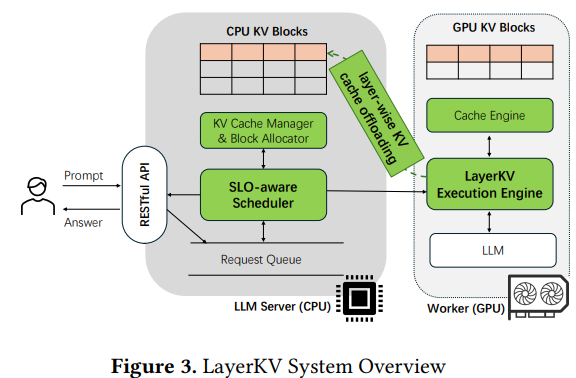 CPU KV Blocks
GPU KV Blocks
layer-wise KV
cache offloading
KV Cache Manager
& Block Allocator
Cache Engine
Prompt
Answer
RESTful API
SLO-aware
Scheduler
LayerKV
Execution Engine
Request Queue
LLM
LLM Server (CPU)
Worker (GPU)
Figure 3. LayerKV System Overview